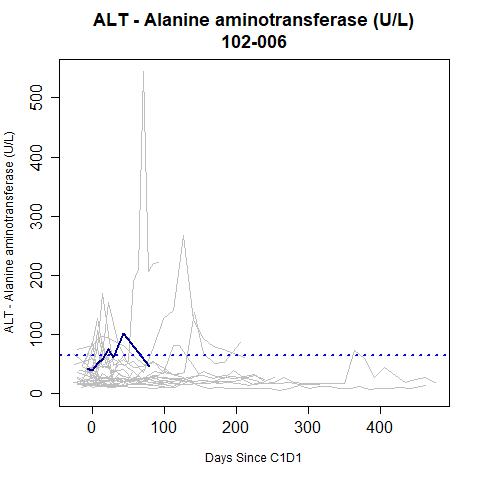 ALT - Alanine aminotransferase (U/L)
102-006
ALT - Alanine aminotransferase (U/L)
500
400
300
200
100
0
0 100 200 300 400
Days Since C1D1